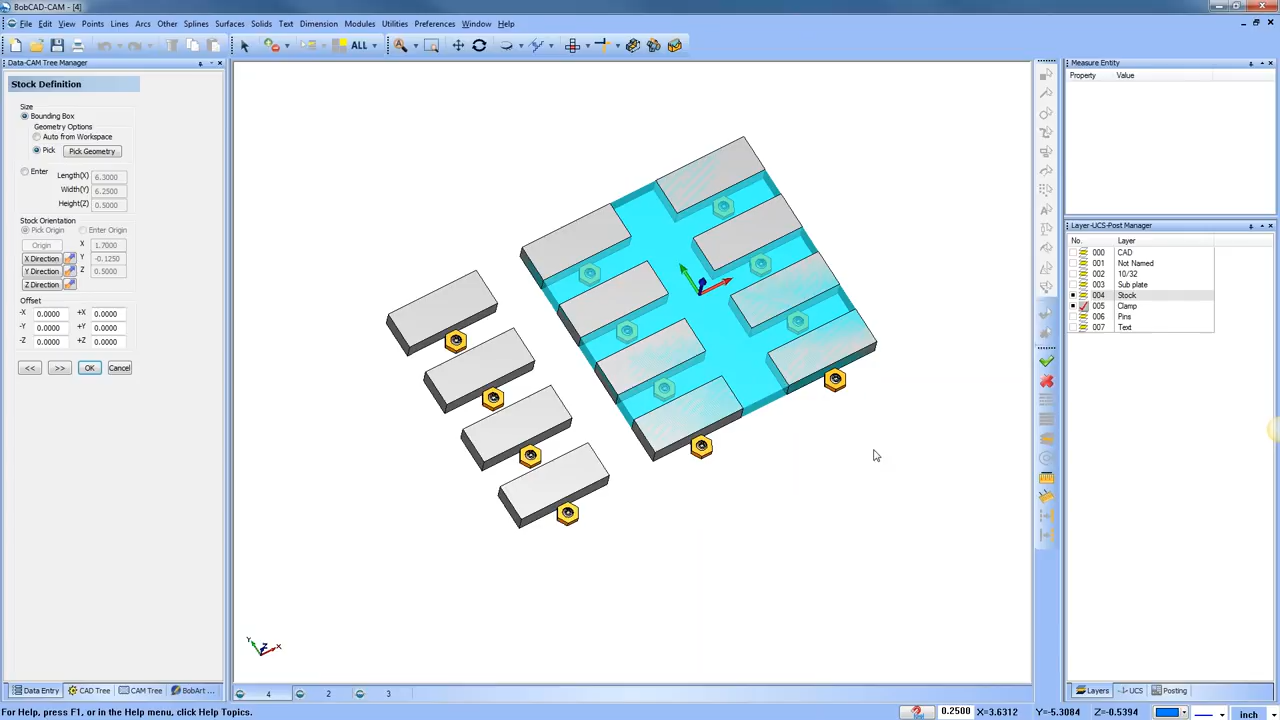 BobCAD-CAM - [4]
File Edit View Points Lines Arcs Other Splines Surfaces Solids Text Dimension Modules Utilities Preferences Window Help
ALL
Data-CAM Tree Manager
Stock Definition
Size
Bounding Box
Geometry Options
Auto from Workspace
Pick Pick Geometry
Enter
Length(X) 6.3000
Width(Y) 6.2500
Height(Z) 0.5000
Stock Orientation
Pick Origin Enter Origin
Origin X 1.7000
X Direction Y -0.1250
Y Direction Z 0.5000
Z Direction
Offset
-X 0.0000 +X 0.0000
-Y 0.0000 +Y 0.0000
-Z 0.0000 +Z 0.0000
<< >> OK Cancel
Y Z X
Measure Entity
Property Value
Layer-UCS-Post Manager
No. Layer
000 CAD
001 Not Named
002 10/32
003 Sub plate
004 Stock
005 Clamp
006 Pins
007 Text
Data Entry CAD Tree CAM Tree BobArt ...
4 2 3
Layers UCS Posting
For Help, press F1, or in the Help menu, click Help Topics.
0.2500 X=3.6312 Y=-5.3084 Z=-0.5394 inch